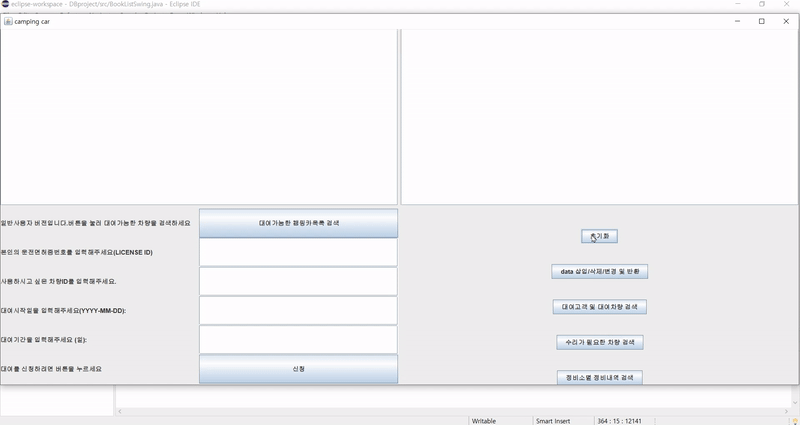 eclipse-workspace - DBproject/src/BookListSwing.java - Eclipse IDE
camping car
일반사용자 버전입니다.버튼을 눌러 대여가능한 차량을 검색하세요
대여가능한 캠핑카목록 검색
본인의 운전면허증번호를 입력해주세요(LICENSE ID)
사용하시고 싶은 차량ID를 입력해주세요.
대여시작일을 입력해주세요(YYYY-MM-DD):
대여기간을 입력해주세요 (일):
대여를 신청하려면 버튼을 누르세요
신청
초기화
data 삽입/삭제/변경 및 반환
대여고객 및 대여차량 검색
수리가 필요한 차량 검색
정비소별 정비내역 검색
Writable
Smart Insert
364 : 15 : 12141